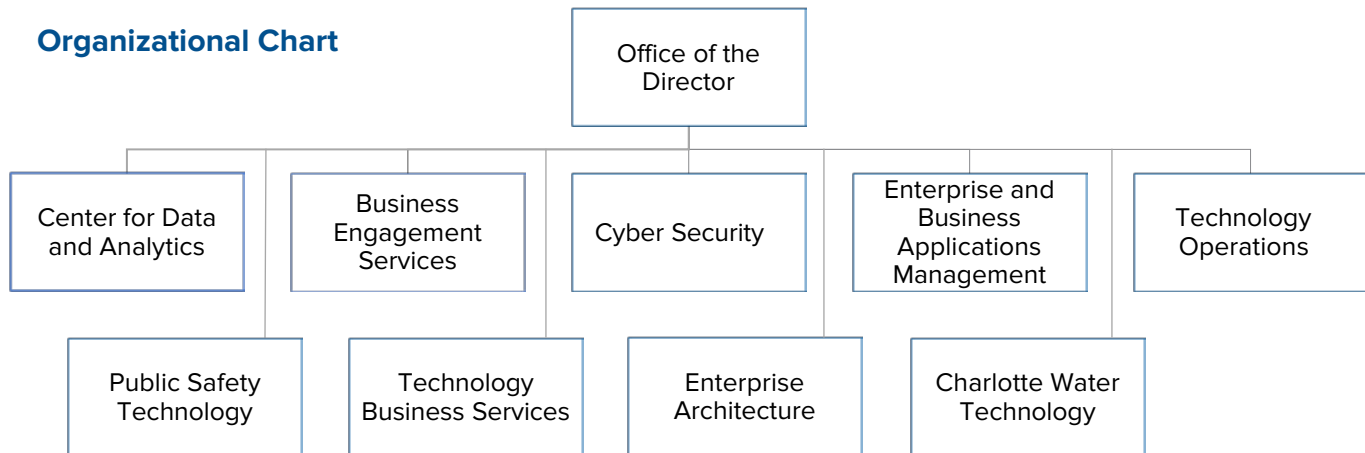 Organizational Chart
Office of the
Director
Center for Data
and Analytics
Business
Engagement
Services
Cyber Security
Enterprise and
Business
Applications
Management
Technology
Operations
Public Safety
Technology
Technology
Business Services
Enterprise
Architecture
Charlotte Water
Technology